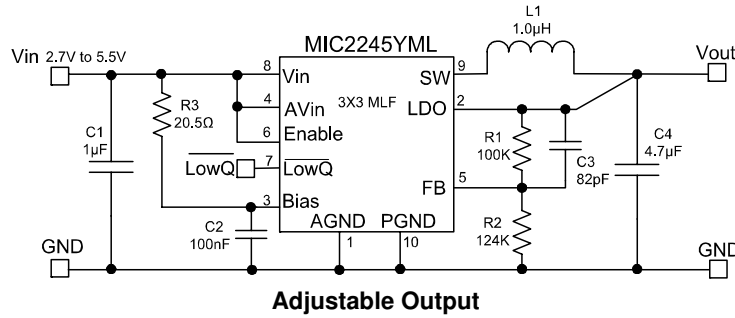 L1
1.0µH
MIC2245YML
Vin 2.7V to 5.5V
Vout
8
Vin
SW
9
4
AVin
3X3 MLF
LDO
2
R3
20.5Ω
6
Enable
R1
100K
C1
1µF
LowQ
7
LowQ
C3
82pF
C4
4.7µF
FB
5
3
Bias
C2
100nF
R2
124K
AGND
PGND
1
10
GND
GND
Adjustable Output